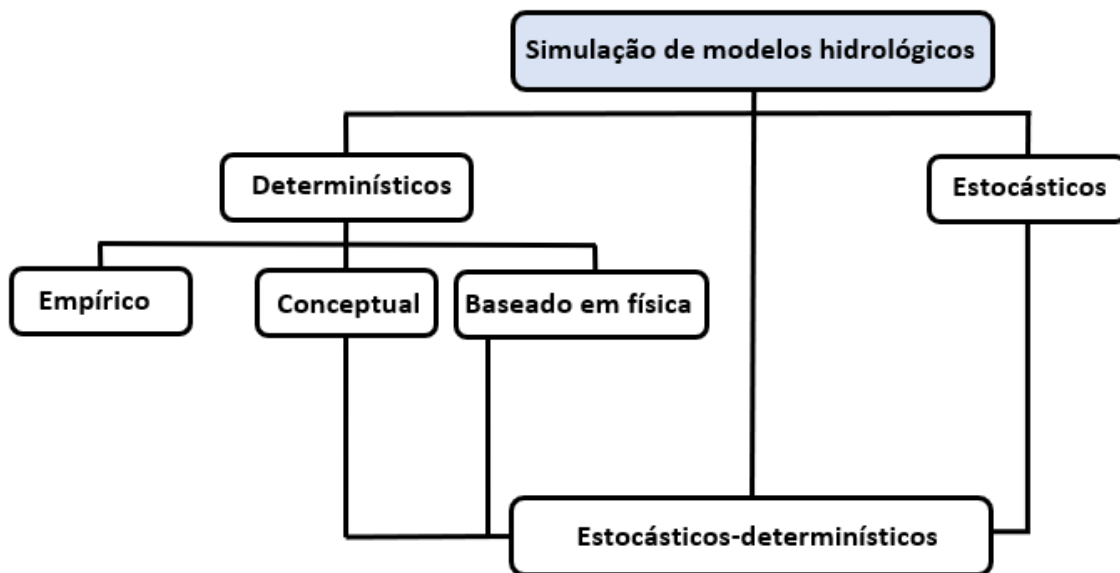 Simulação de modelos hidrológicos
Determinísticos
Estocásticos
Empírico
Conceptual
Baseado em física
Estocásticos-determinísticos